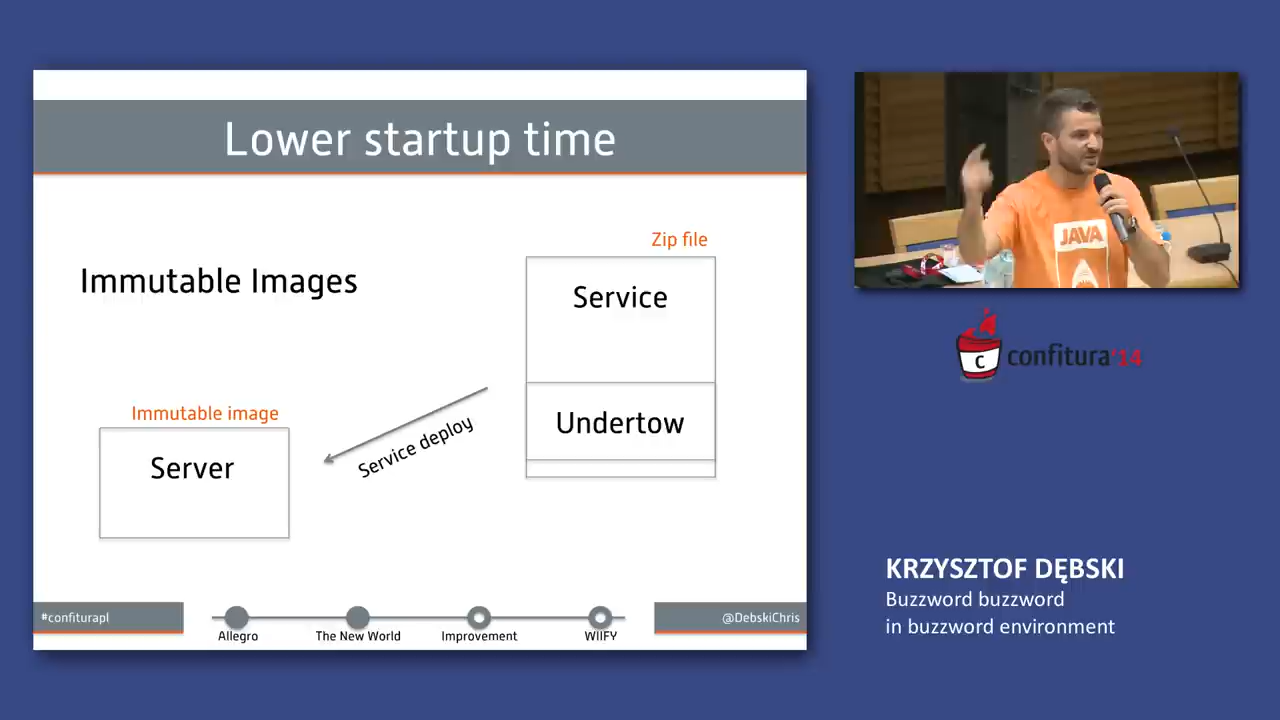 Lower startup time
Immutable Images
Zip file
Service
Undertow
Service deploy
Immutable image
Server
#confiturapl
Allegro
The New World
Improvement
WIIFY
@DebskiChris
JAVA
C
confitura'14
KRZYSZTOF DĘBSKI
Buzzword buzzword
in buzzword environment